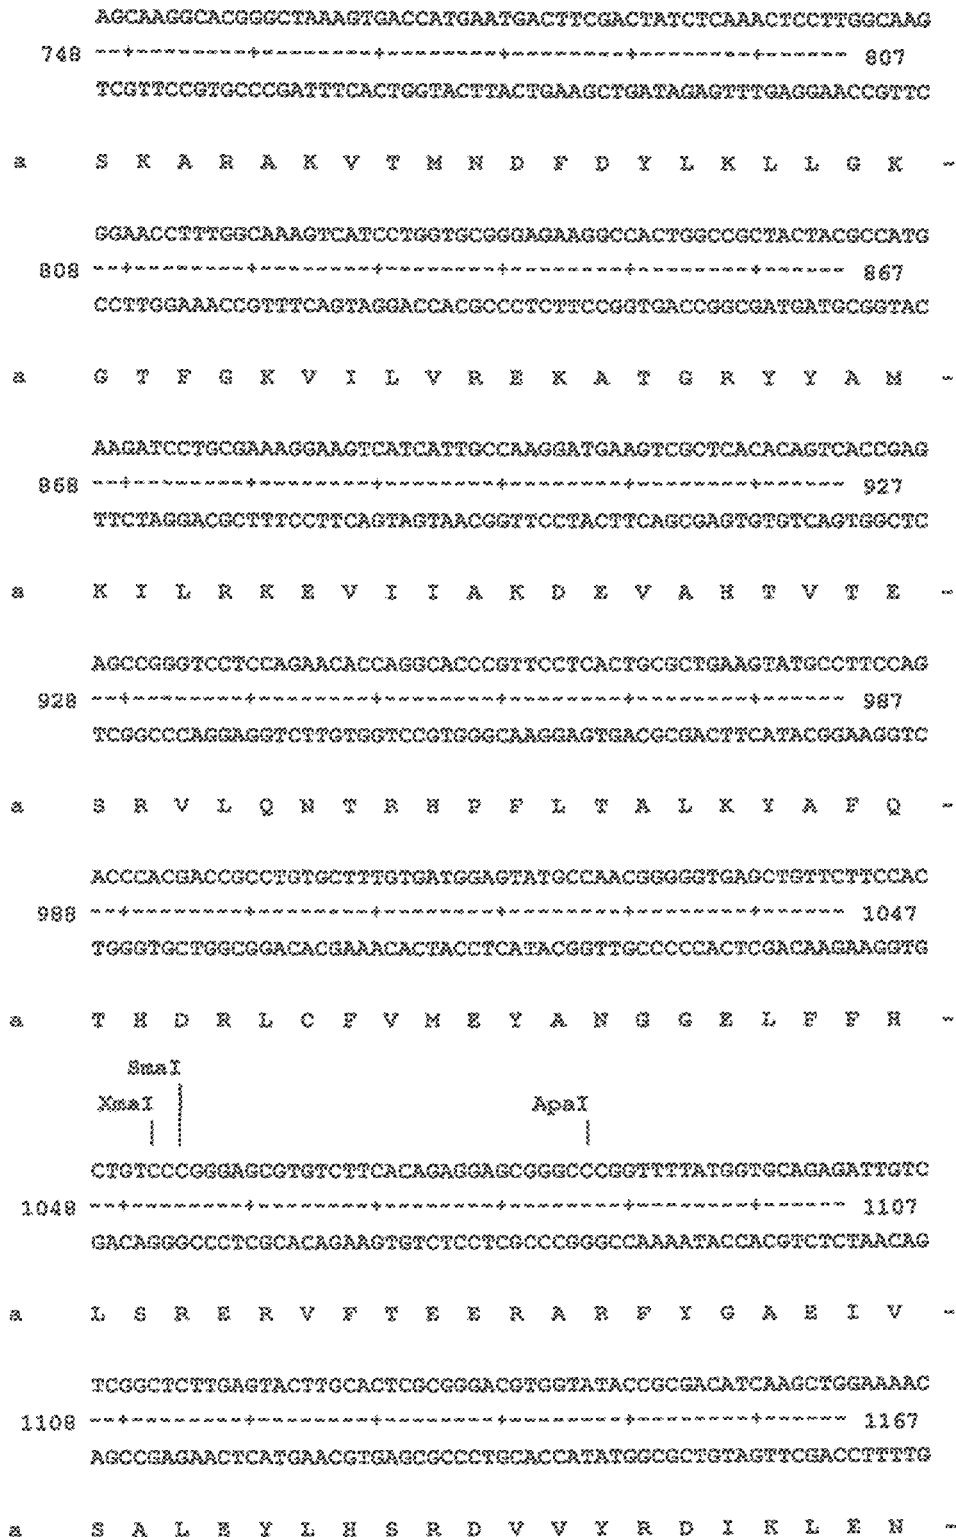 AGCAAGGCACGGGCTAAAGTGACCATGAATGACTTCGACTATCTCAAACTCCTTGGCAAG
748 --+---------+---------+---------+---------+---------+------- 807
TCGTTCCGTGCCCGATTTCACTGGTACTTACTGAAGCTGATAGAGTTTGAGGAACCGTTC
a S K A R A K V T M N D F D Y L K L L G K -
GGAACCTTTGGCAAAGTCATCCTGGTGCGGGAGAAGGCCACTGGCCGCTACTACGCCATG
808 --+---------+---------+---------+---------+---------+------- 867
CCTTGGAAACCGTTTCAGTAGGACCACGCCCTCTTCCGGTGACCGGCGATGATGCGGTAC
a G T F G K V I L V R E K A T G R Y Y A M -
AAGATCCTGCGAAAGGAAGTCATCATTGCCAAGGATGAAGTCGCTCACACAGTCACCGAG
868 --+---------+---------+---------+---------+---------+------- 927
TTCTAGGACGCTTTCCTTCAGTAGTAACGGTTCCTACTTCAGCGAGTGTGTCAGTGGCTC
a K I L R K E V I I A K D E V A H T V T E -
AGCCGGGTCCTCCAGAACACCAGGCACCCGTTCCTCACTGCGCTGAAGTATGCCTTCCAG
928 --+---------+---------+---------+---------+---------+------- 987
TCGGCCCAGGAGGTCTTGTGGTCCGTGGGCAAGGAGTGACGCGACTTCATACGGAAGGTC
a S R V L Q N T R H P F L T A L K Y A F Q -
ACCCACGACCGCCTGTGCTTTGTGATGGAGTATGCCAACGGGGGTGAGCTGTTCTTCCAC
988 --+---------+---------+---------+---------+---------+------- 1047
TGGGTGCTGGCGGACACGAAACACTACCTCATACGGTTGCCCCCACTCGACAAGAAGGTG
a T H D R L C F V M E Y A N G G E L F F H -
SmaI
XmaI ApaI
CTGTCCCGGGAGCGTGTCTTCACAGAGGAGCGGGCCCGGTTTTATGGTGCAGAGATTGTC
1048 --+---------+---------+---------+---------+---------+------- 1107
GACAGGGCCCTCGCACAGAAGTGTCTCCTCGCCCGGGCCAAAATACCACGTCTCTAACAG
a L S R E R V F T E E R A R F Y G A E I V -
TCGGCTCTTGAGTACTTGCACTCGCGGGACGTGGTATACCGCGACATCAAGCTGGAAAAC
1108 --+---------+---------+---------+---------+---------+------- 1167
AGCCGAGAACTCATGAACGTGAGCGCCCTGCACCATATGGCGCTGTAGTTCGACCTTTTG
a S A L E Y L H S R D V V Y R D I K L E N -